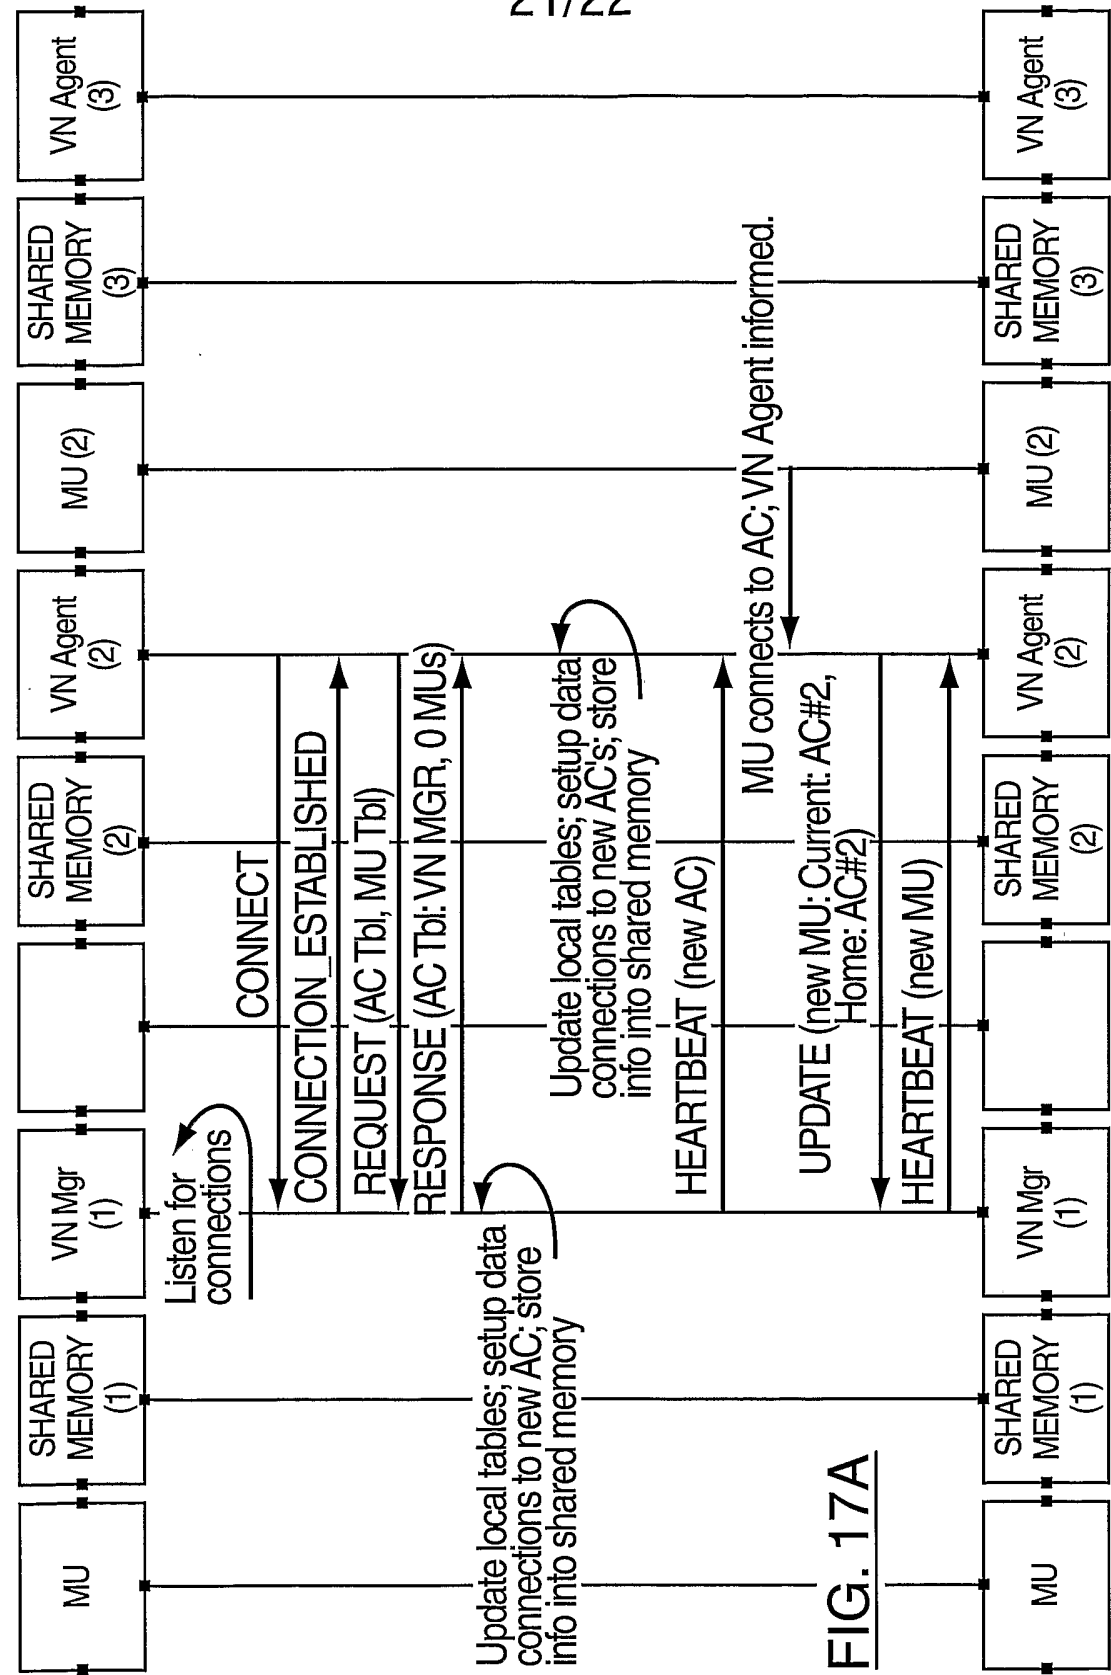 21/22
MU
SHARED
MEMORY
(1)
VN Mgr
(1)
SHARED
MEMORY
(2)
VN Agent
(2)
MU (2)
SHARED
MEMORY
(3)
VN Agent
(3)
Listen for
connections
CONNECT
CONNECTION_ESTABLISHED
REQUEST (AC Tbl, MU Tbl)
RESPONSE (AC Tbl: VN MGR, 0 MUs)
Update local tables; setup data
connections to new AC; store
info into shared memory
Update local tables; setup data
connections to new AC's; store
info into shared memory
HEARTBEAT (new AC)
MU connects to AC; VN Agent informed.
UPDATE (new MU: Current: AC#2,
Home: AC#2)
HEARTBEAT (new MU)
MU
SHARED
MEMORY
(1)
VN Mgr
(1)
SHARED
MEMORY
(2)
VN Agent
(2)
MU (2)
SHARED
MEMORY
(3)
VN Agent
(3)
FIG. 17A